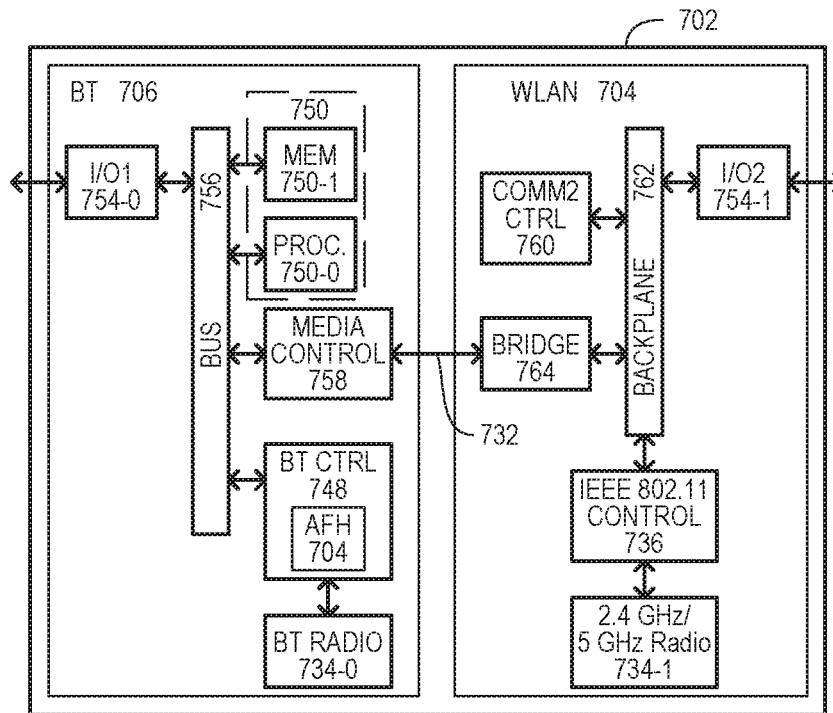 702
BT 706
750
MEM
750-1
I/O1
754-0
756
BUS
PROC.
750-0
MEDIA
CONTROL
758
732
BT CTRL
748
AFH
704
BT RADIO
734-0
WLAN 704
COMM2
CTRL
760
762
BACKPLANE
I/O2
754-1
BRIDGE
764
IEEE 802.11
CONTROL
736
2.4 GHz/
5 GHz Radio
734-1